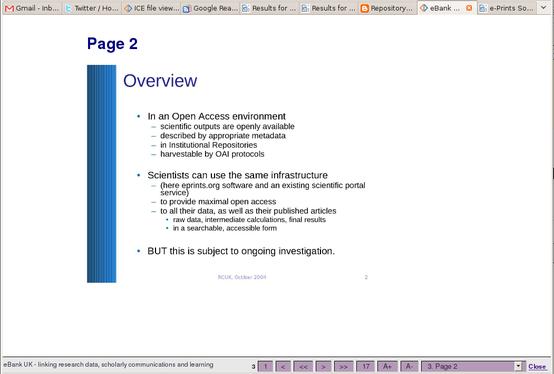 Gmail - Inb...
Twitter / Ho...
ICE file view...
Google Rea...
Results for ...
Results for ...
Repository...
eBank ...
e-Prints So...
Page 2
Overview
• In an Open Access environment
– scientific outputs are openly available
– described by appropriate metadata
– in Institutional Repositories
– harvestable by OAI protocols
• Scientists can use the same infrastructure
– (here eprints.org software and an existing scientific portal
service)
– to provide maximal open access
– to all their data, as well as their published articles
• raw data, intermediate calculations, final results
• in a searchable, accessible form
• BUT this is subject to ongoing investigation.
RCUK, October 2004 2
eBank UK - linking research data, scholarly communications and learning
3 1 < << > >> 17 A+ A- 3. Page 2 Close